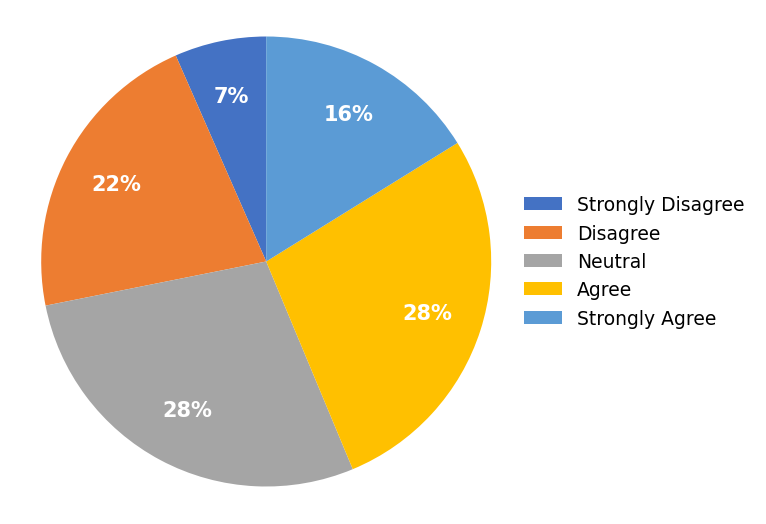 7%
16%
22%
28%
28%
Strongly Disagree
Disagree
Neutral
Agree
Strongly Agree